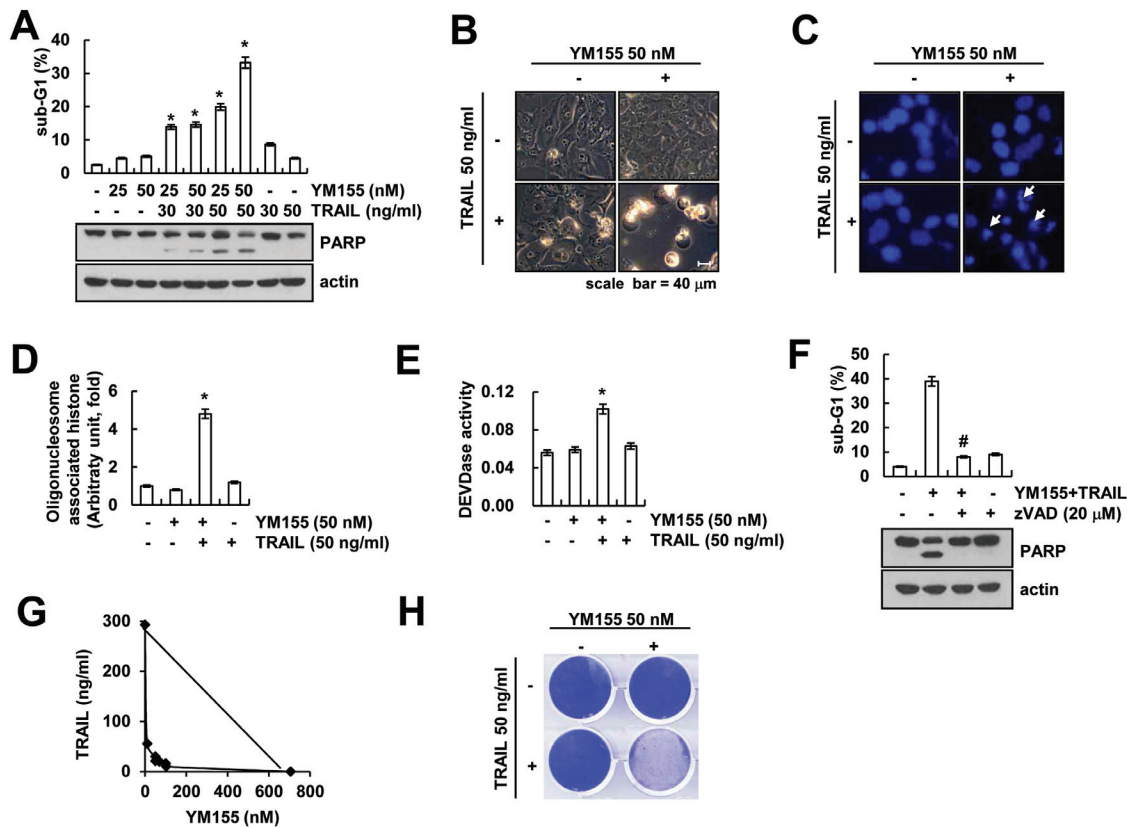 A
sub-G1 (%)
40
30
20
10
0
- 25 50 25 50 25 50 - - YM155 (nM)
- - - 30 30 50 50 30 50 TRAIL (ng/ml)
* * * *
PARP
actin
B
YM155 50 nM
- +
TRAIL 50 ng/ml
-
+
scale bar = 40 μm
C
YM155 50 nM
- +
TRAIL 50 ng/ml
-
+
D
Oligonucleosome
associated histone
(Arbitraty unit, fold)
6
4
2
0
*
- + + - YM155 (50 nM)
- - + + TRAIL (50 ng/ml)
E
DEVDase activity
0.12
0.08
0.04
0.00
*
- + + - YM155 (50 nM)
- - + + TRAIL (50 ng/ml)
F
sub-G1 (%)
50
40
30
20
10
0
#
- + + - YM155+TRAIL
- - + + zVAD (20 μM)
PARP
actin
G
TRAIL (ng/ml)
300
200
100
0
0 200 400 600 800
YM155 (nM)
H
YM155 50 nM
- +
TRAIL 50 ng/ml
-
+